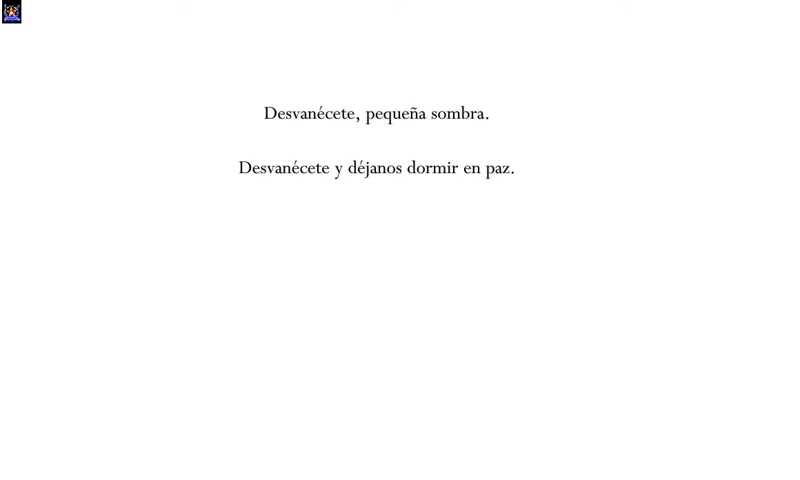 Desvanécete, pequeña sombra.
Desvanécete y déjanos dormir en paz.